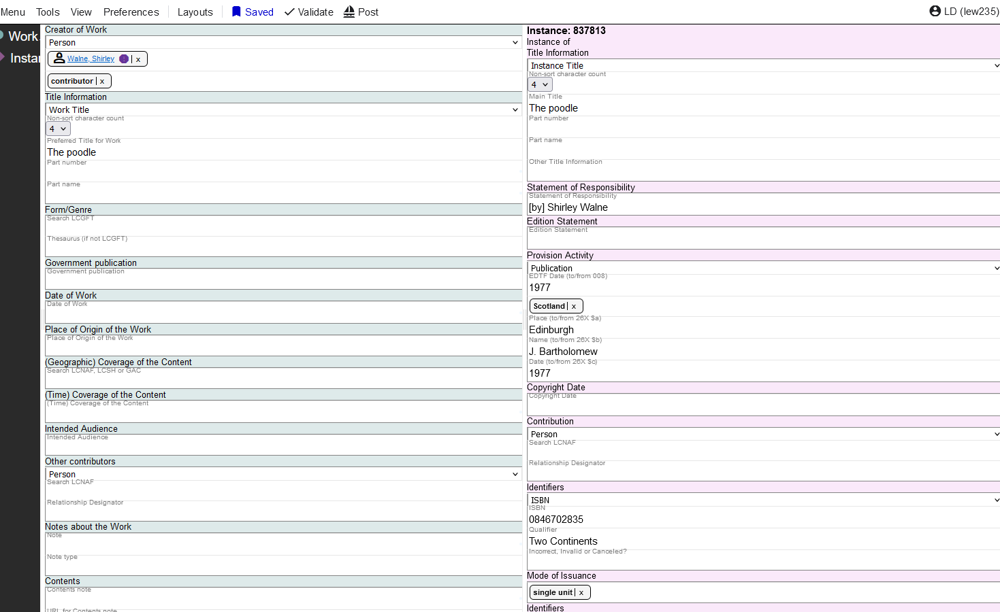 Menu Tools View Preferences Layouts Saved Validate Post LD (lew235)
Work
Instar
Creator of Work
Person
Walne, Shirley | x
contributor | x
Title Information
Work Title
Non-sort character count
4
Preferred Title for Work
The poodle
Part number
Part name
Form/Genre
Search LCGFT
Thesaurus (if not LCGFT)
Government publication
Government publication
Date of Work
Date of Work
Place of Origin of the Work
Place of Origin of the Work
(Geographic) Coverage of the Content
Search LCNAF, LCSH or GAC
(Time) Coverage of the Content
(Time) Coverage of the Content
Intended Audience
Intended Audience
Other contributors
Person
Search LCNAF
Relationship Designator
Notes about the Work
Note
Note type
Contents
Contents note
URL for Contents note
Instance: 837813
Instance of
Title Information
Instance Title
Non-sort character count
4
Main Title
The poodle
Part number
Part name
Other Title Information
Statement of Responsibility
Statement of Responsibility
[by] Shirley Walne
Edition Statement
Edition Statement
Provision Activity
Publication
EDTF Date (to/from 008)
1977
Scotland | x
Place (to/from 26X $a)
Edinburgh
Name (to/from 26X $b)
J. Bartholomew
Date (to/from 26X $c)
1977
Copyright Date
Copyright Date
Contribution
Person
Search LCNAF
Relationship Designator
Identifiers
ISBN
ISBN
0846702835
Qualifier
Two Continents
Incorrect, Invalid or Canceled?
Mode of Issuance
single unit | x
Identifiers